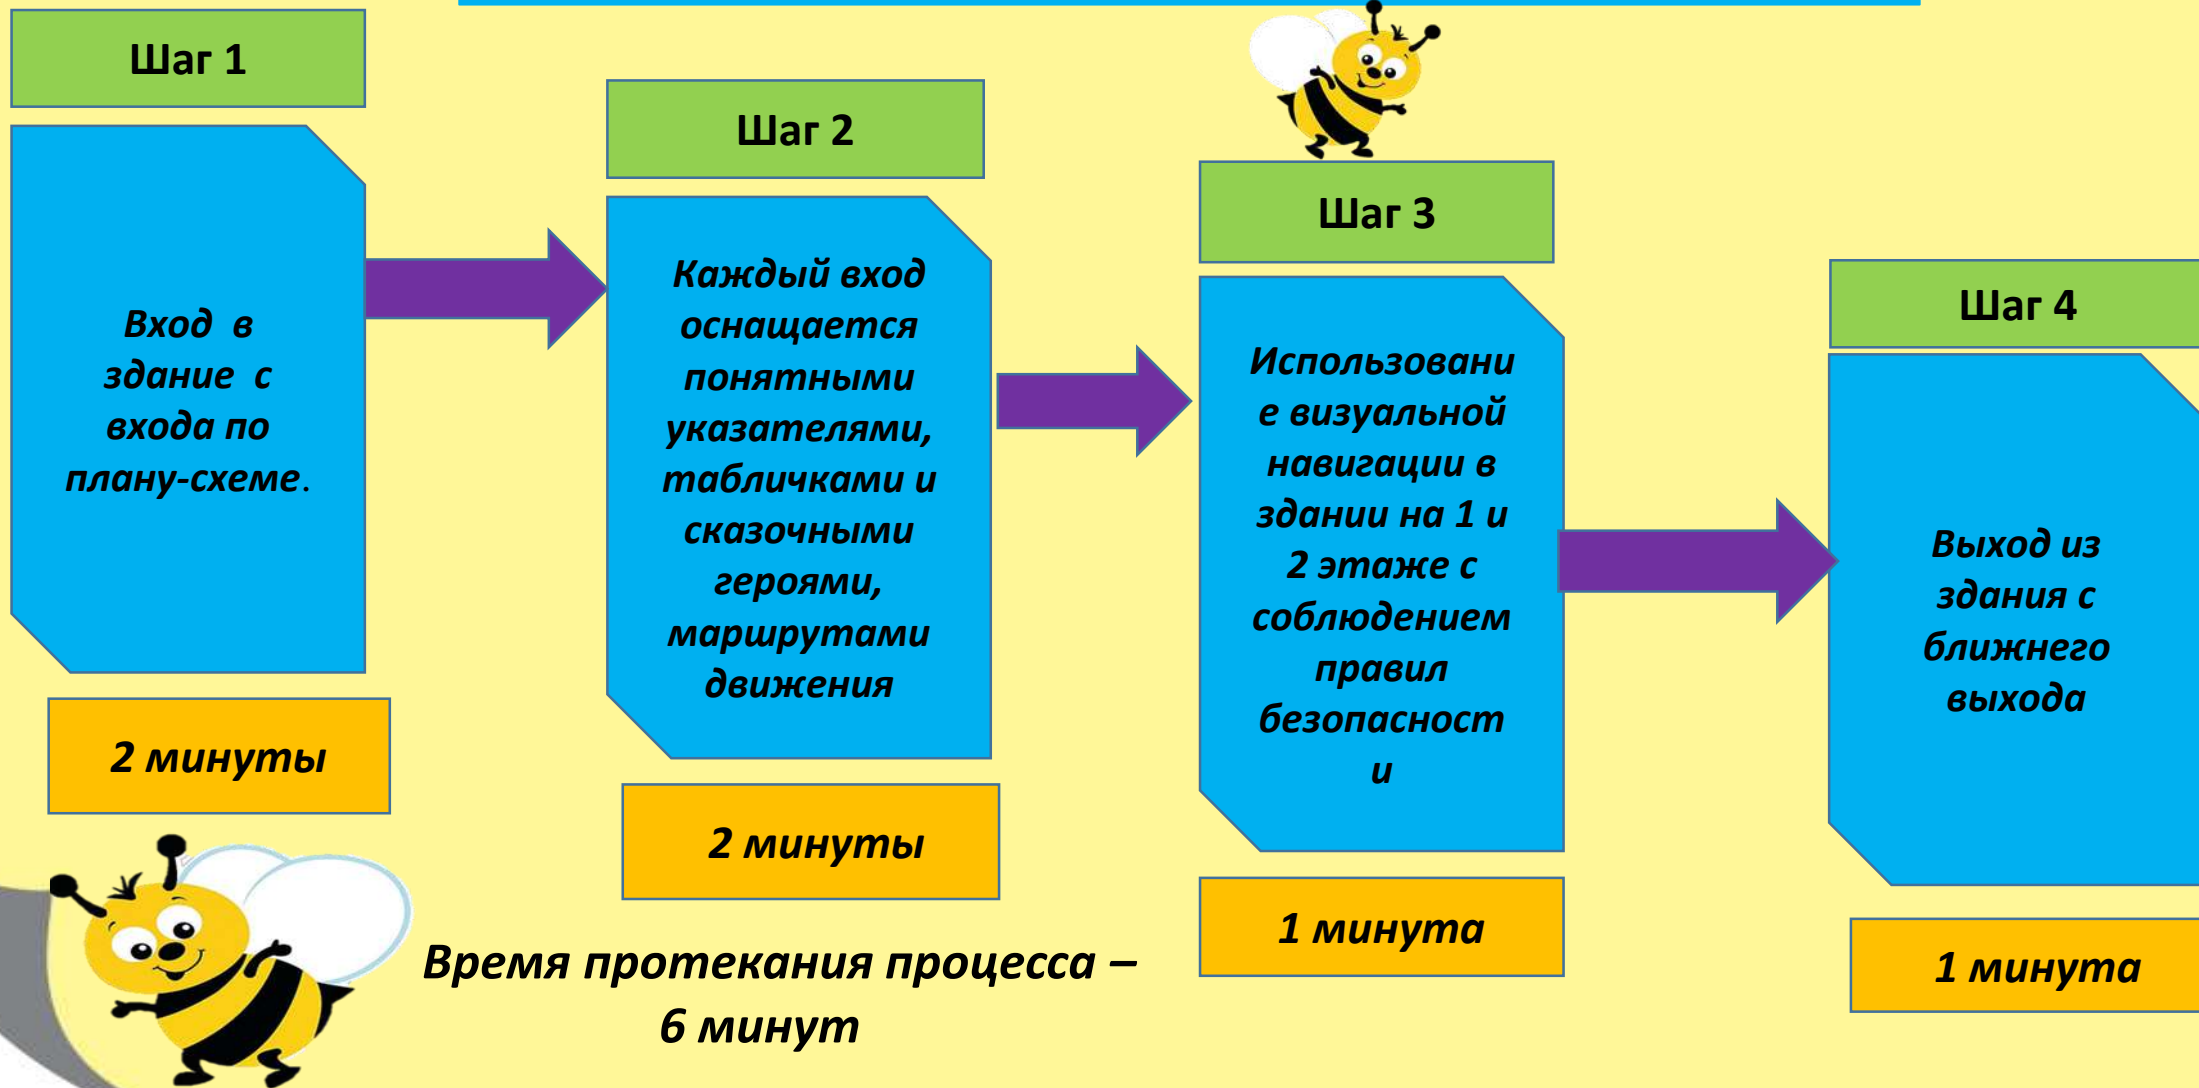 Шаг 1
Вход в
здание с
входа по
плану-схеме.
2 минуты
Шаг 2
Каждый вход
оснащается
понятными
указателями,
табличками и
сказочными
героями,
маршрутами
движения
2 минуты
Шаг 3
Использовани
е визуальной
навигации в
здании на 1 и
2 этаже с
соблюдением
правил
безопасност
и
1 минута
Шаг 4
Выход из
здания с
ближнего
выхода
1 минута
Время протекания процесса –
6 минут